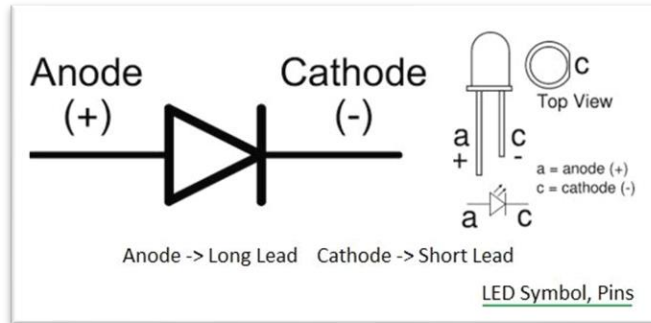 Anode
(+)
Cathode
(-)
c
Top View
a
+
c
-
a = anode (+)
c = cathode (-)
a c
Anode -> Long Lead Cathode -> Short Lead
LED Symbol, Pins